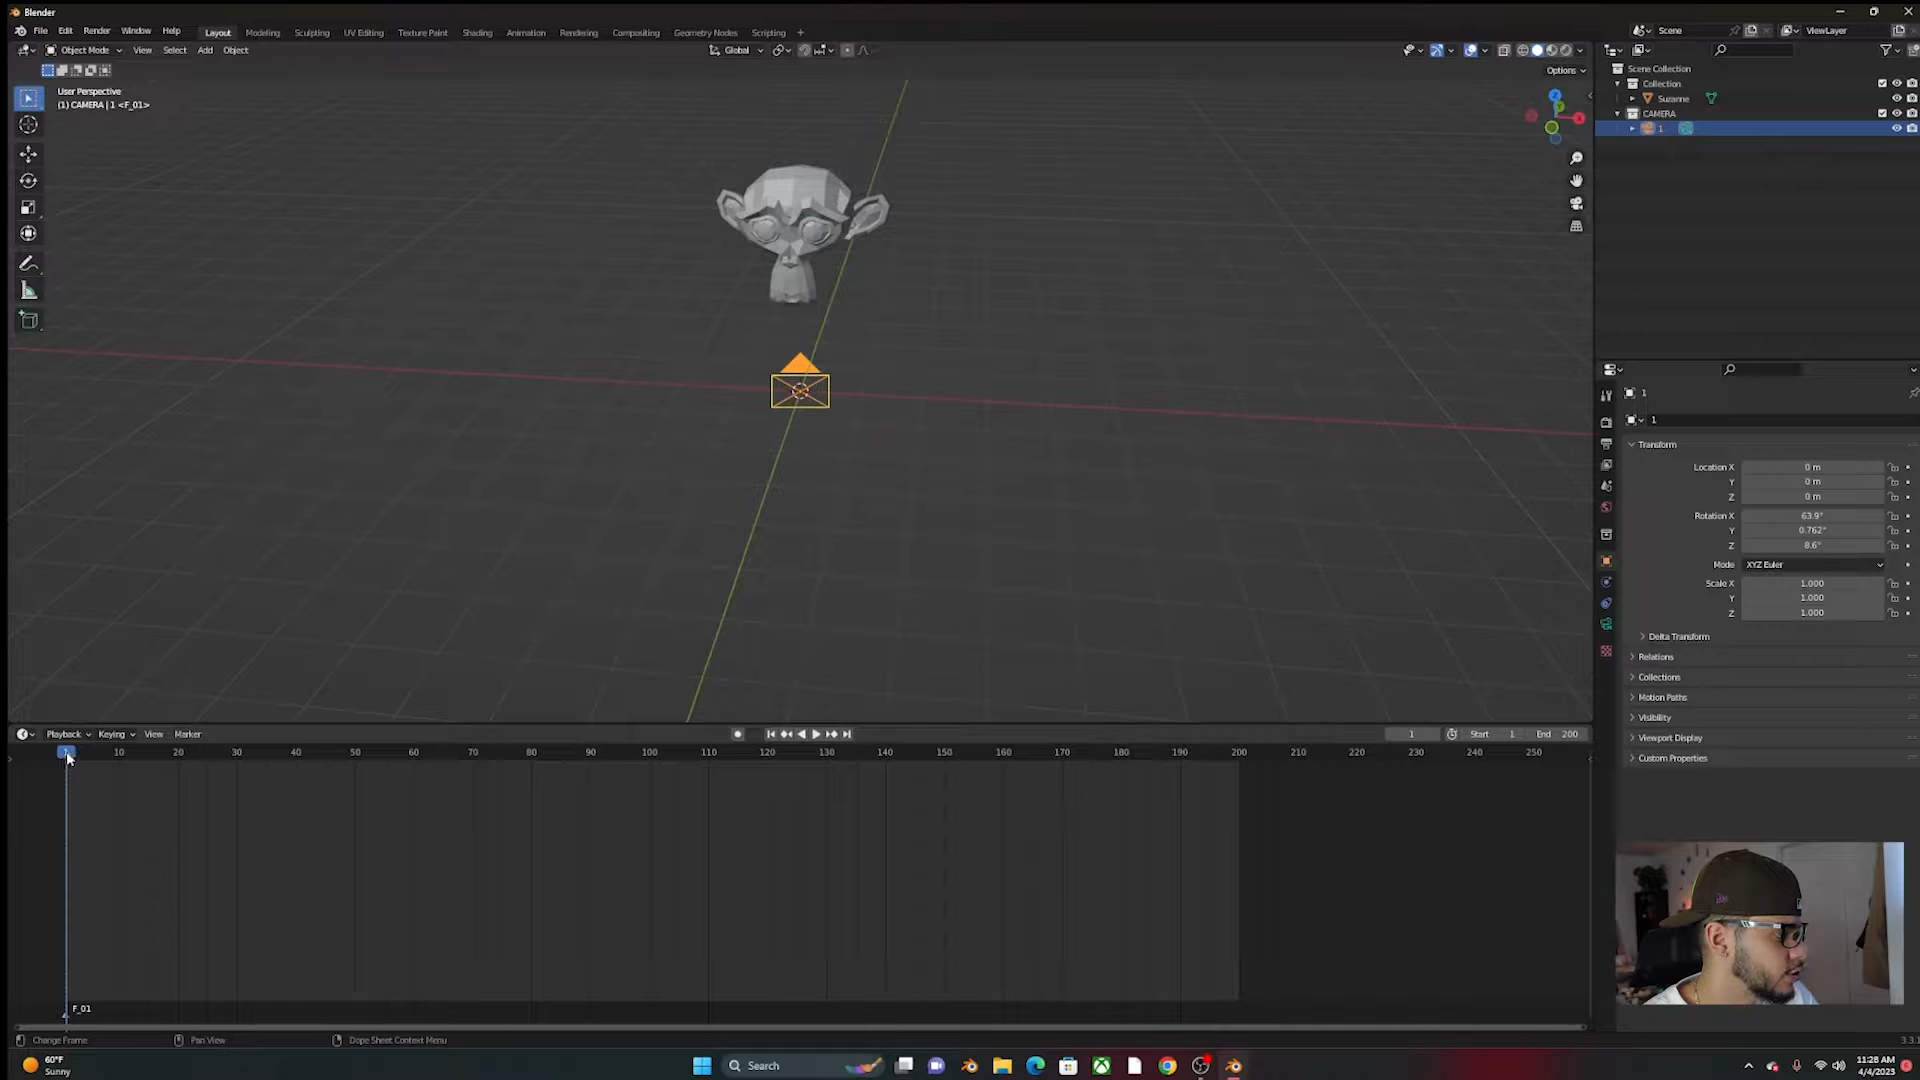 Blender
File Edit Render Window Help Layout Modeling Sculpting UV Editing Texture Paint Shading Animation Rendering Compositing Geometry Nodes Scripting +
Scene ViewLayer
Object Mode View Select Add Object Global
Options
User Perspective
(1) CAMERA | 1 <F_01>
Z
X
Scene Collection
Collection
Suzanne
CAMERA
1
1
1
Transform
Location X 0 m
Y 0 m
Z 0 m
Rotation X 63.9°
Y 0.762°
Z 8.6°
Mode XYZ Euler
Scale X 1.000
Y 1.000
Z 1.000
Delta Transform
Relations
Collections
Motion Paths
Visibility
Viewport Display
Custom Properties
Playback Keying View Marker 1 Start 1 End 200
1 10 20 30 40 50 60 70 80 90 100 110 120 130 140 150 160 170 180 190 200 210 220 230 240 250
F_01
Change Frame Pan View Dope Sheet Context Menu 3.3.1
60°F
Sunny
Search
11:28 AM
4/4/2023